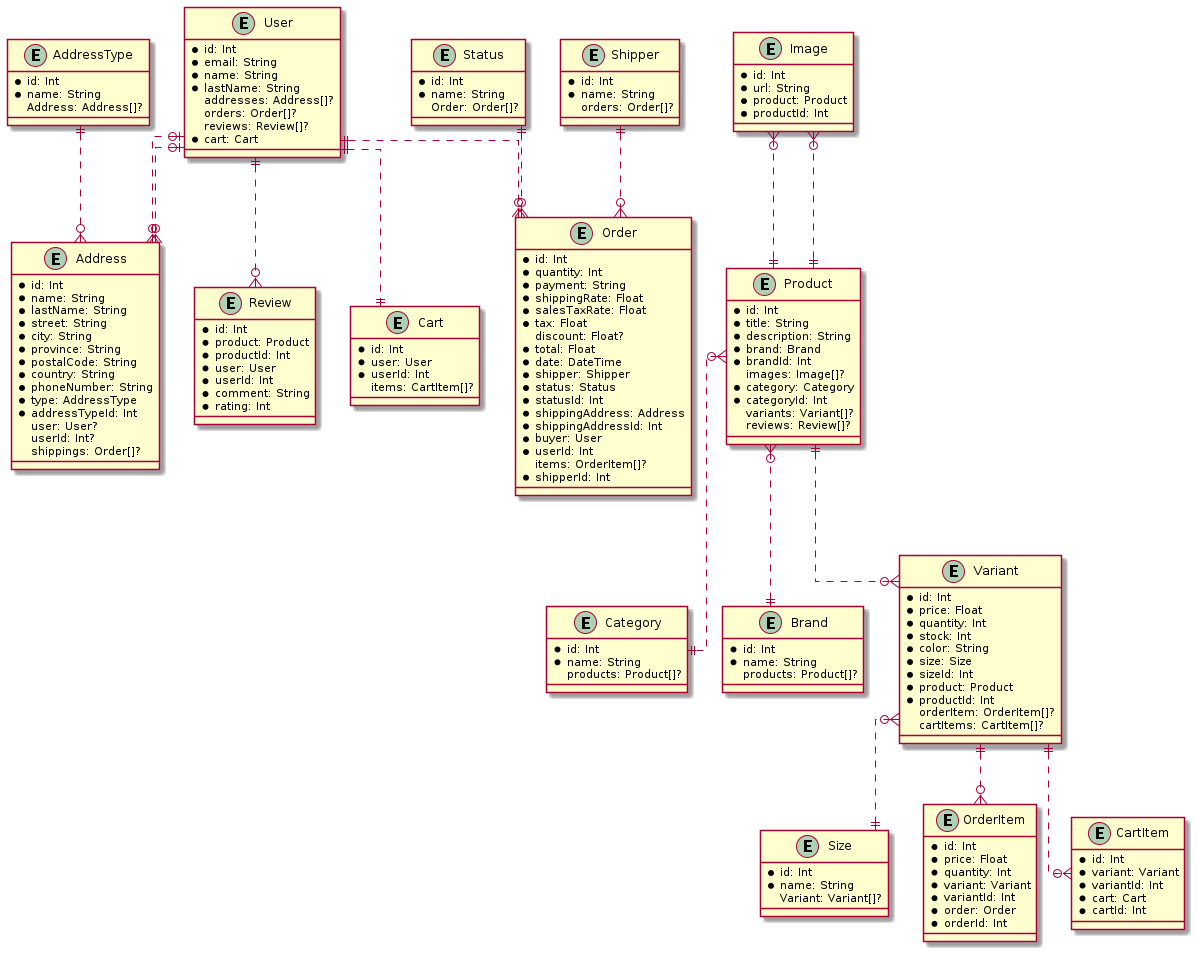 E AddressType
id: Int
name: String
Address: Address[]?
E User
id: Int
email: String
name: String
lastName: String
addresses: Address[]?
orders: Order[]?
reviews: Review[]?
cart: Cart
E Status
id: Int
name: String
Order: Order[]?
E Shipper
id: Int
name: String
orders: Order[]?
E Image
id: Int
url: String
product: Product
productId: Int
E Address
id: Int
name: String
lastName: String
street: String
city: String
province: String
postalCode: String
country: String
phoneNumber: String
type: AddressType
addressTypeId: Int
user: User?
userId: Int?
shippings: Order[]?
E Review
id: Int
product: Product
productId: Int
user: User
userId: Int
comment: String
rating: Int
E Cart
id: Int
user: User
userId: Int
items: CartItem[]?
E Order
id: Int
quantity: Int
payment: String
shippingRate: Float
salesTaxRate: Float
tax: Float
discount: Float?
total: Float
date: DateTime
shipper: Shipper
status: Status
statusId: Int
shippingAddress: Address
shippingAddressId: Int
buyer: User
userId: Int
items: OrderItem[]?
shipperId: Int
E Product
id: Int
title: String
description: String
brand: Brand
brandId: Int
images: Image[]?
category: Category
categoryId: Int
variants: Variant[]?
reviews: Review[]?
E Category
id: Int
name: String
products: Product[]?
E Brand
id: Int
name: String
products: Product[]?
E Variant
id: Int
price: Float
quantity: Int
stock: Int
color: String
size: Size
sizeId: Int
product: Product
productId: Int
orderItem: OrderItem[]?
cartItems: CartItem[]?
E Size
id: Int
name: String
Variant: Variant[]?
E OrderItem
id: Int
price: Float
quantity: Int
variant: Variant
variantId: Int
order: Order
orderId: Int
E CartItem
id: Int
variant: Variant
variantId: Int
cart: Cart
cartId: Int